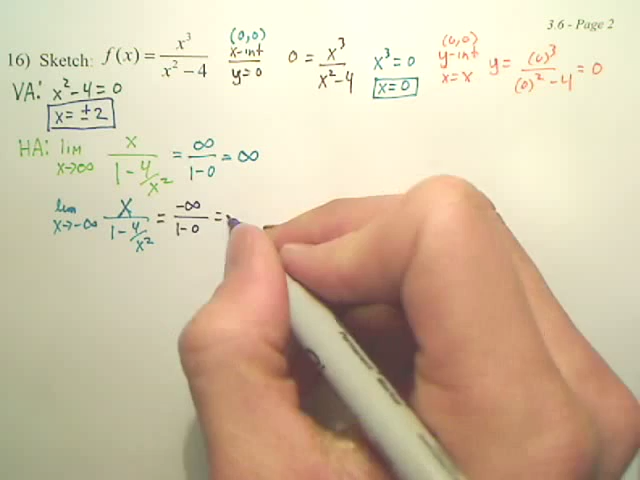 3.6 - Page 2
16) Sketch: f(x) = x³/(x² − 4)
(0,0)
x-int
y=0
0 = x³/(x²-4)
x³=0
x=0
(0,0)
y-int
x=x
y = (0)³/((0)²-4) = 0
VA: x²-4=0
x=±2
HA: lim x→∞ x/(1-4/x²) = ∞/(1-0) = ∞
lim x→-∞ x/(1-4/x²) = -∞/(1-0) =